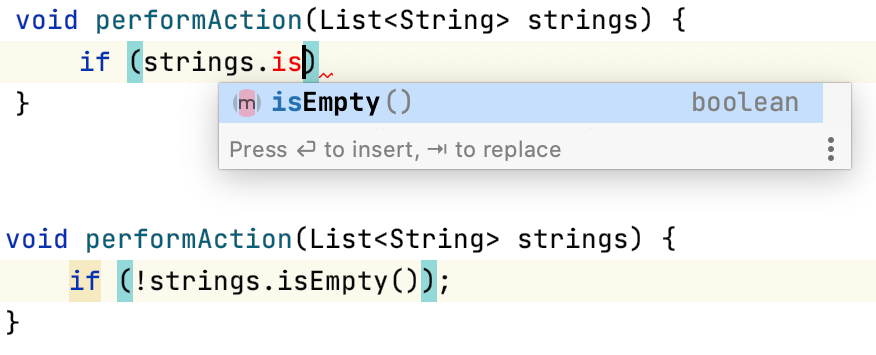 void performAction(List<String> strings) {
if (strings.is)
}
m isEmpty() boolean
Press ↩ to insert, ⇥ to replace
void performAction(List<String> strings) {
if (!strings.isEmpty());
}